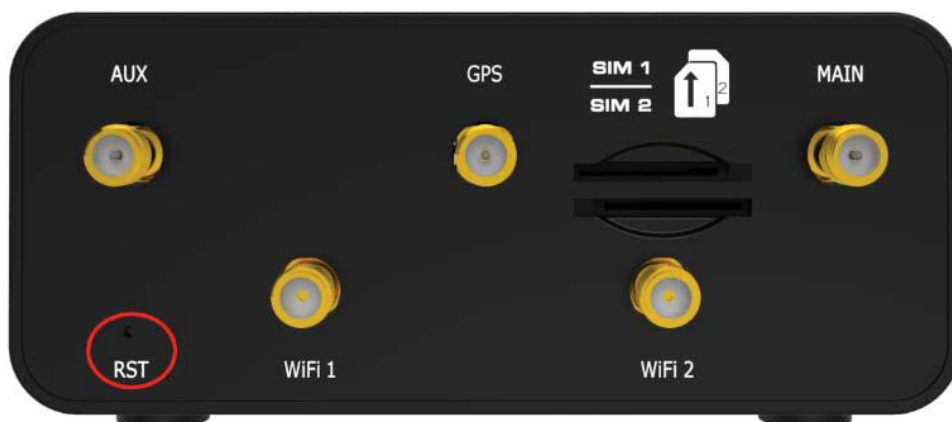 AUX
GPS
SIM 1
SIM 2
1
2
MAIN
RST
WiFi 1
WiFi 2